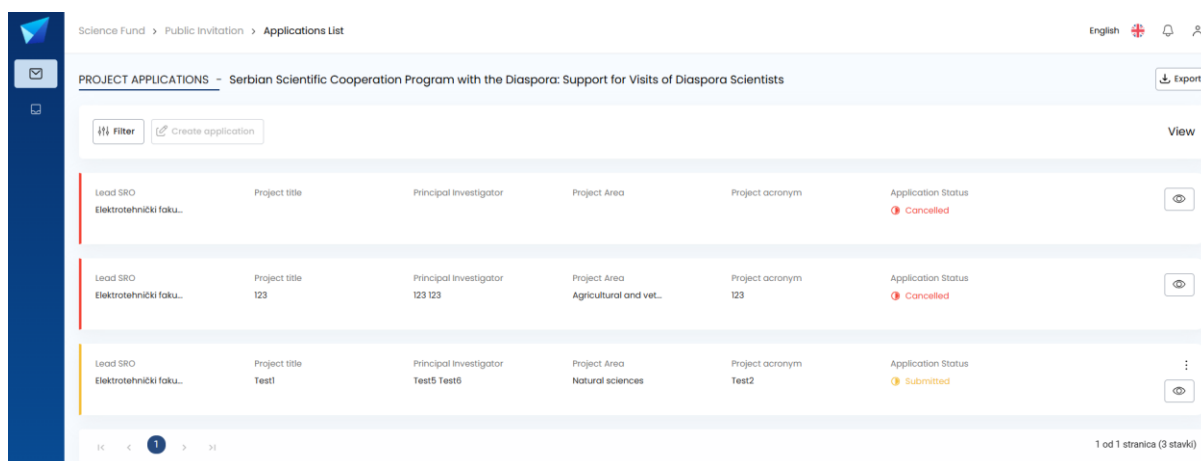 Science Fund > Public Invitation > Applications List
English
PROJECT APPLICATIONS - Serbian Scientific Cooperation Program with the Diaspora: Support for Visits of Diaspora Scientists
Export
Filter Create application
View
Lead SRO Project title Principal Investigator Project Area Project acronym Application Status
Elektrotehnički faku... Cancelled
Lead SRO Project title Principal Investigator Project Area Project acronym Application Status
Elektrotehnički faku... 123 123 123 Agricultural and vet... 123 Cancelled
Lead SRO Project title Principal Investigator Project Area Project acronym Application Status
Elektrotehnički faku... Test1 Test5 Test6 Natural sciences Test2 Submitted
1
1 od 1 stranica (3 stavki)